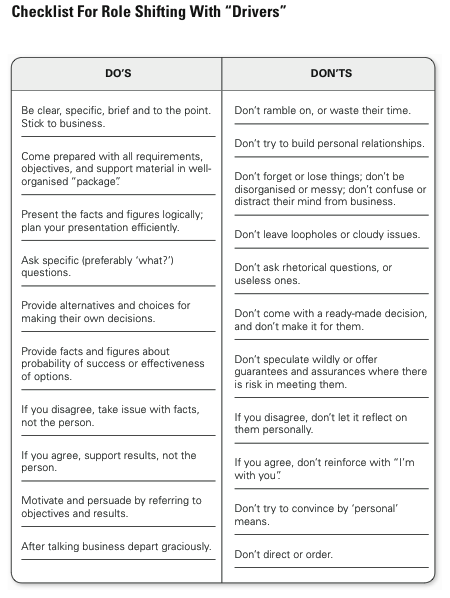 Checklist For Role Shifting With “Drivers”
DO'S
Be clear, specific, brief and to the point.
Stick to business.
Come prepared with all requirements,
objectives, and support material in well-
organised “package”.
Present the facts and figures logically;
plan your presentation efficiently.
Ask specific (preferably ‘what?’)
questions.
Provide alternatives and choices for
making their own decisions.
Provide facts and figures about
probability of success or effectiveness
of options.
If you disagree, take issue with facts,
not the person.
If you agree, support results, not the
person.
Motivate and persuade by referring to
objectives and results.
After talking business depart graciously.
DON'TS
Don't ramble on, or waste their time.
Don't try to build personal relationships.
Don't forget or lose things; don't be
disorganised or messy; don't confuse or
distract their mind from business.
Don't leave loopholes or cloudy issues.
Don't ask rhetorical questions, or
useless ones.
Don't come with a ready-made decision,
and don't make it for them.
Don't speculate wildly or offer
guarantees and assurances where there
is risk in meeting them.
If you disagree, don't let it reflect on
them personally.
If you agree, don't reinforce with “I'm
with you”.
Don't try to convince by ‘personal’
means.
Don't direct or order.